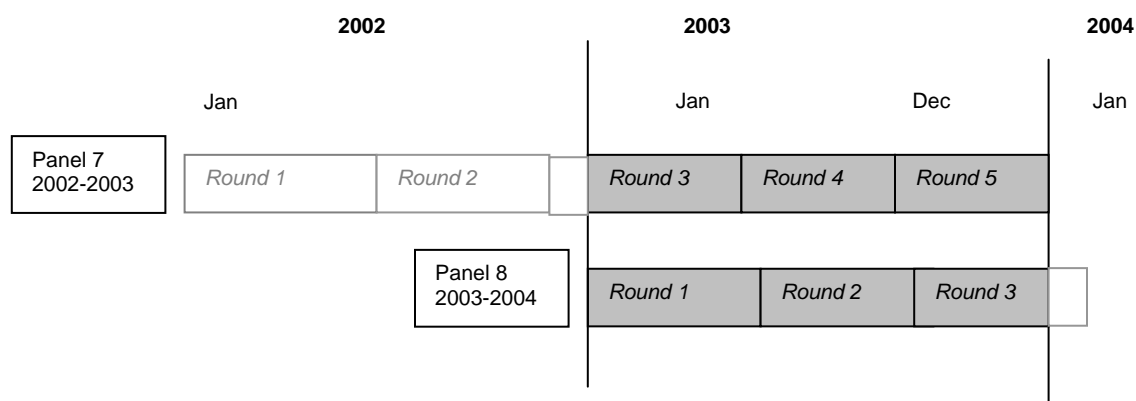 2002 2003 2004
Jan Jan Dec Jan
Panel 7
2002-2003
Round 1 Round 2 Round 3 Round 4 Round 5
Panel 8
2003-2004
Round 1 Round 2 Round 3